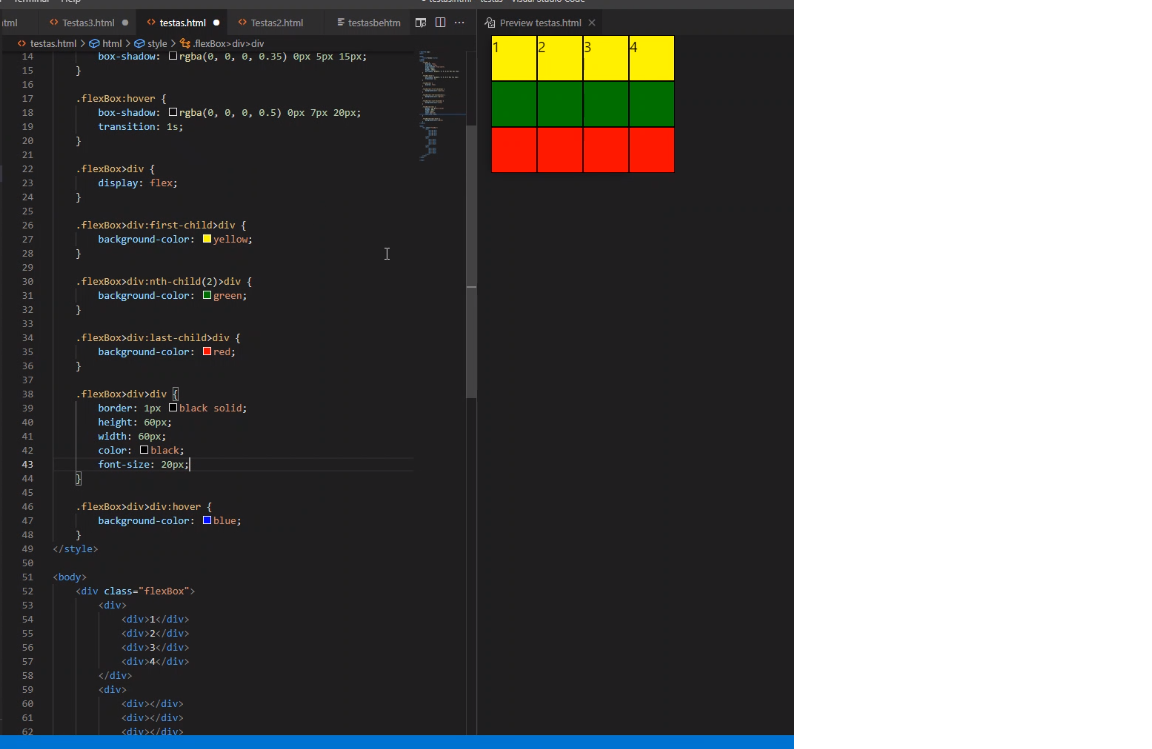 Terminal Help
testas.html - testas - Visual Studio Code
tml Testas3.html testas.html Testas2.html testasbehtm Preview testas.html
testas.html > html > style > .flexBox>div>div
14 box-shadow: rgba(0, 0, 0, 0.35) 0px 5px 15px;
15 }
16
17 .flexBox:hover {
18 box-shadow: rgba(0, 0, 0, 0.5) 0px 7px 20px;
19 transition: 1s;
20 }
21
22 .flexBox>div {
23 display: flex;
24 }
25
26 .flexBox>div:first-child>div {
27 background-color: yellow;
28 }
29
30 .flexBox>div:nth-child(2)>div {
31 background-color: green;
32 }
33
34 .flexBox>div:last-child>div {
35 background-color: red;
36 }
37
38 .flexBox>div>div {
39 border: 1px black solid;
40 height: 60px;
41 width: 60px;
42 color: black;
43 font-size: 20px;
44 }
45
46 .flexBox>div>div:hover {
47 background-color: blue;
48 }
49 </style>
50
51 <body>
52 <div class="flexBox">
53 <div>
54 <div>1</div>
55 <div>2</div>
56 <div>3</div>
57 <div>4</div>
58 </div>
59 <div>
60 <div></div>
61 <div></div>
62 <div></div>
1 2 3 4